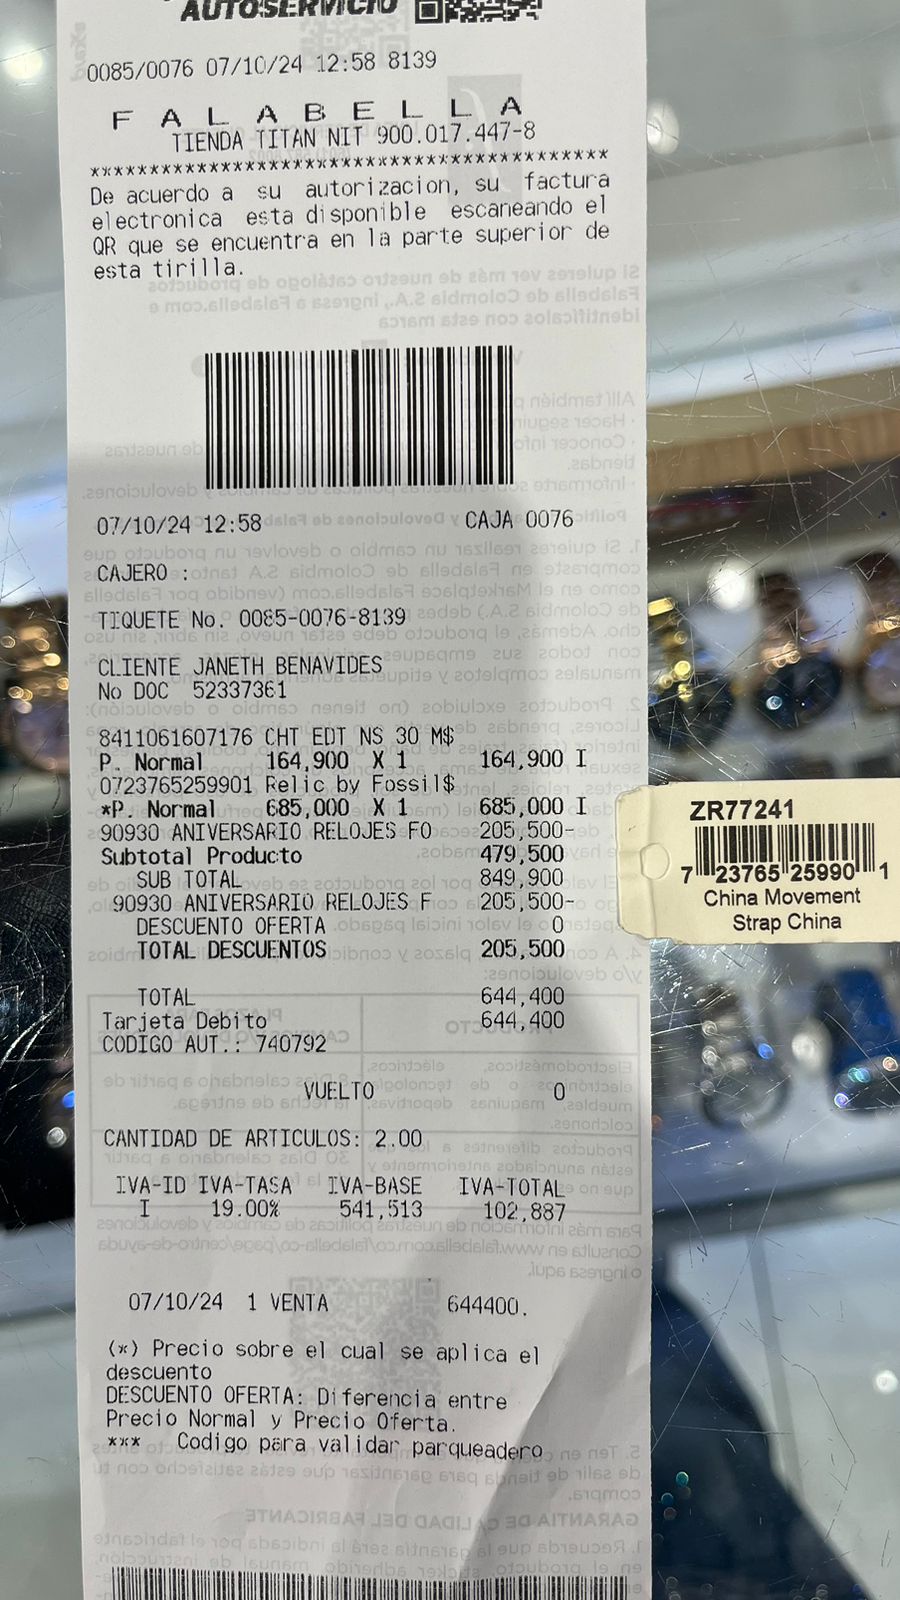 AUTOSERVICIO
0085/0076 07/10/24 12:58 8139
F A L A B E L L A
TIENDA TITAN NIT 900.017.447-8
********************************************
De acuerdo a su autorizacion, su factura
electronica esta disponible escaneando el
QR que se encuentra en la parte superior de
esta tirilla.
07/10/24 12:58 CAJA 0076
CAJERO :
TIQUETE No. 0085-0076-8139
CLIENTE JANETH BENAVIDES
No DOC 52337361
8411061607176 CHT EDT NS 30 M$
P. Normal 164,900 X 1 164,900 I
0723765259901 Relic by Fossil$
*P. Normal 685,000 X 1 685,000 I
90930 ANIVERSARIO RELOJES FO 205,500-
Subtotal Producto 479,500
SUB TOTAL 849,900
90930 ANIVERSARIO RELOJES F 205,500-
DESCUENTO OFERTA 0
TOTAL DESCUENTOS 205,500
TOTAL 644,400
Tarjeta Debito 644,400
CODIGO AUT.: 740792
VUELTO 0
CANTIDAD DE ARTICULOS: 2.00
IVA-ID IVA-TASA IVA-BASE IVA-TOTAL
I 19.00% 541,513 102,887
07/10/24 1 VENTA 644400.
(*) Precio sobre el cual se aplica el
descuento
DESCUENTO OFERTA: Diferencia entre
Precio Normal y Precio Oferta.
*** Codigo para validar parqueadero
ZR77241
7 23765 25990 1
China Movement
Strap China